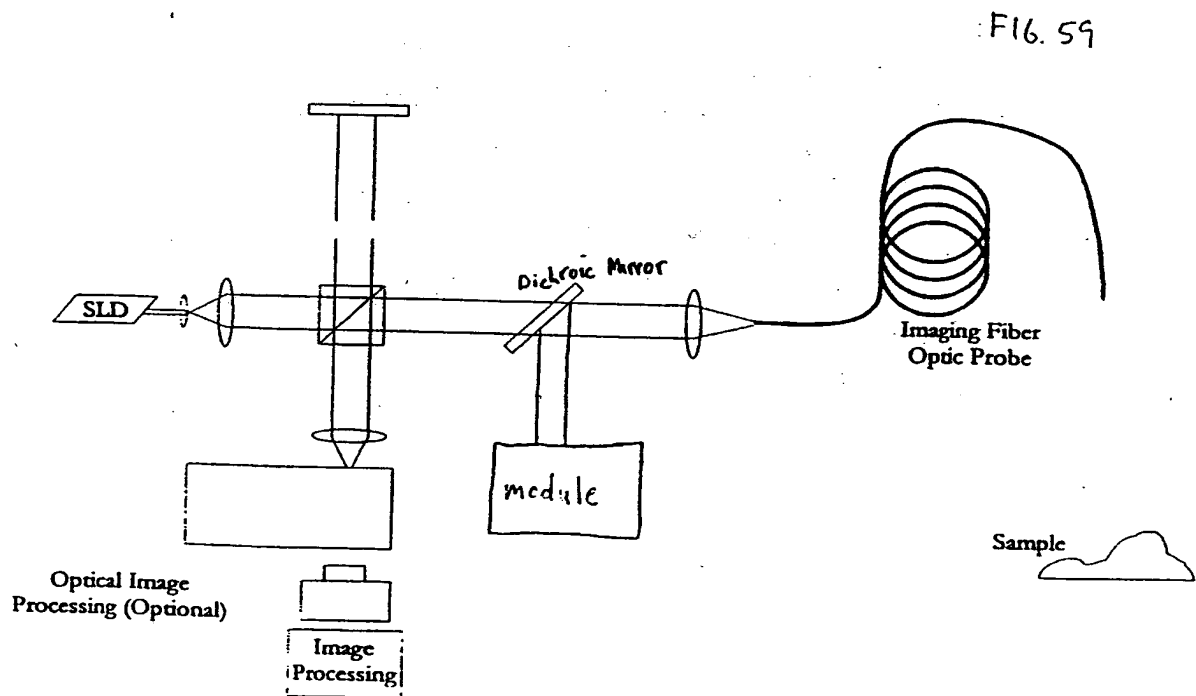 FIG. 59
Dichroic Mirror
SLD
Imaging Fiber
Optic Probe
module
Sample
Optical Image
Processing (Optional)
Image
Processing